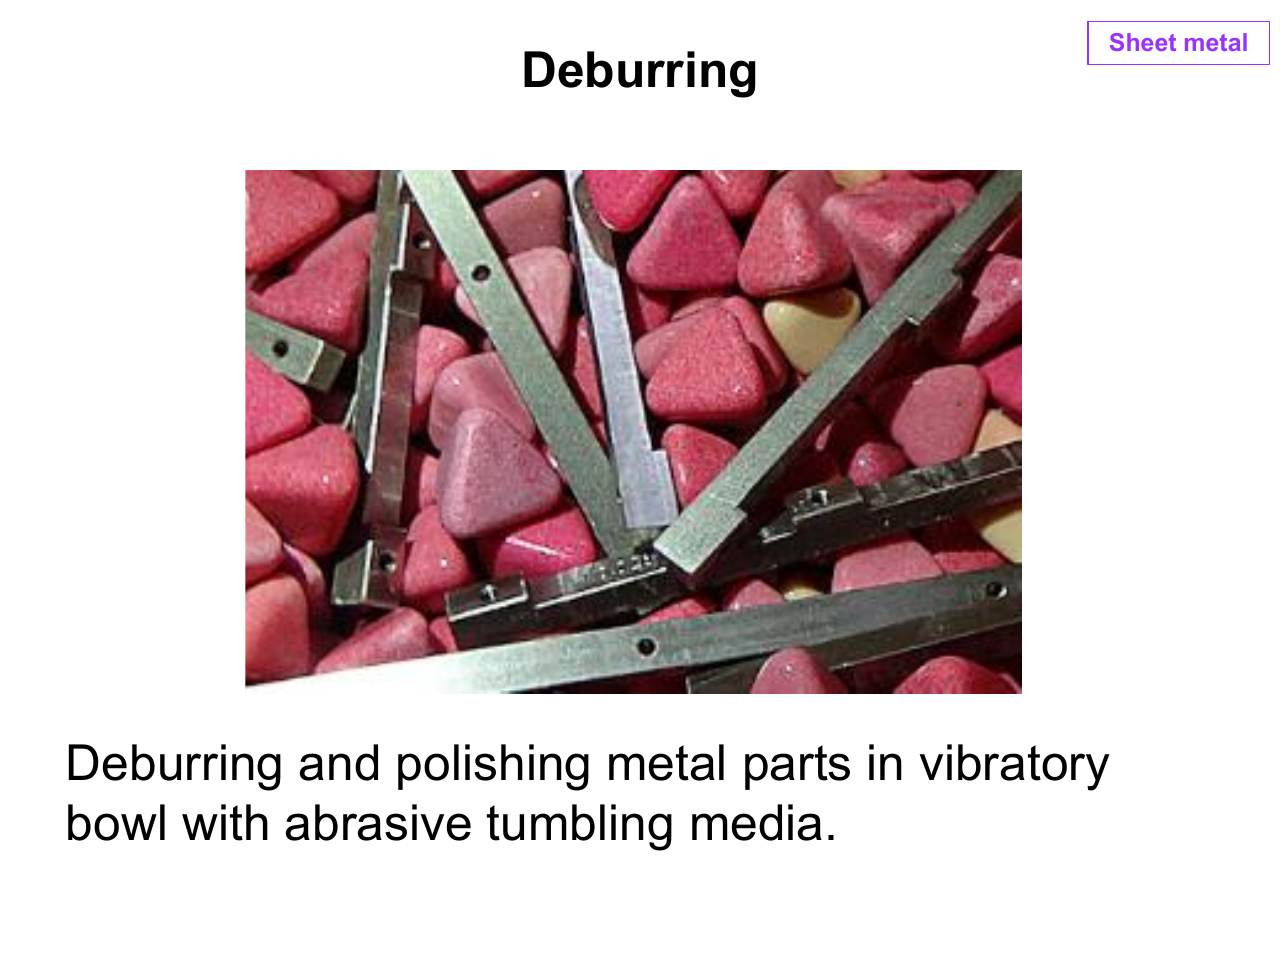 Sheet metal
Deburring
Deburring and polishing metal parts in vibratory
bowl with abrasive tumbling media.